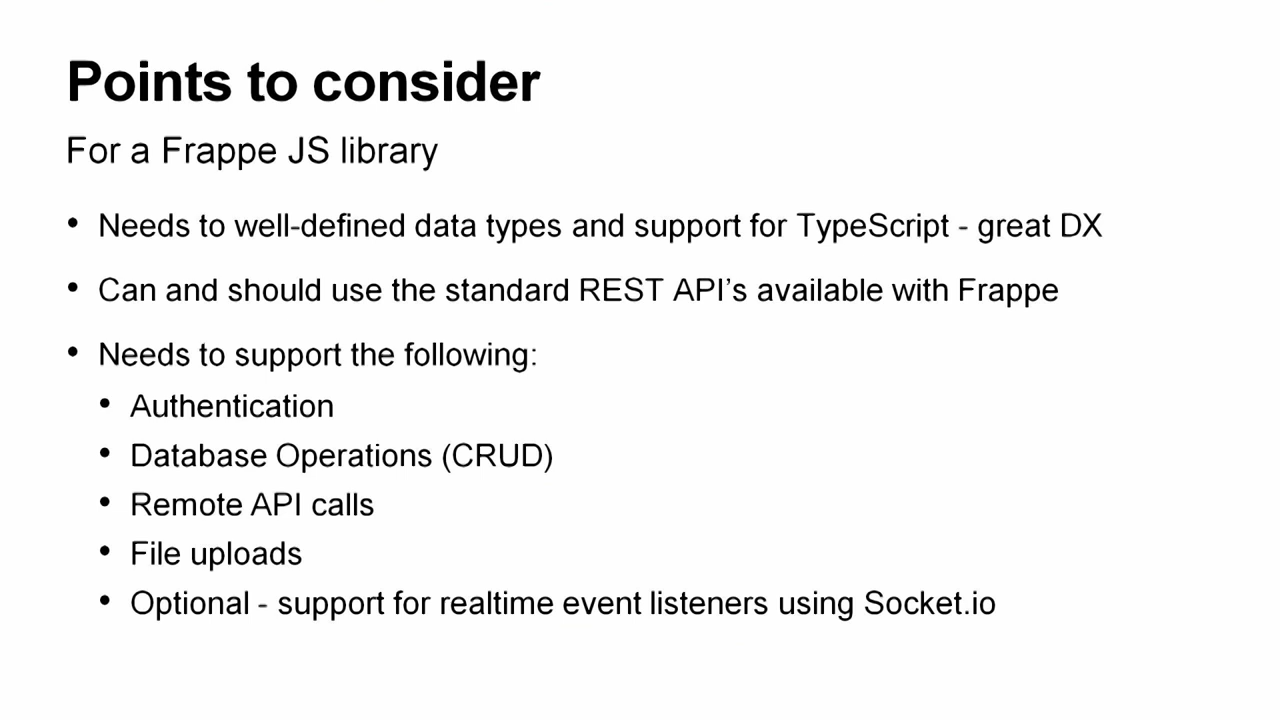 Points to consider
For a Frappe JS library
• Needs to well-defined data types and support for TypeScript - great DX
• Can and should use the standard REST API’s available with Frappe
• Needs to support the following:
• Authentication
• Database Operations (CRUD)
• Remote API calls
• File uploads
• Optional - support for realtime event listeners using Socket.io